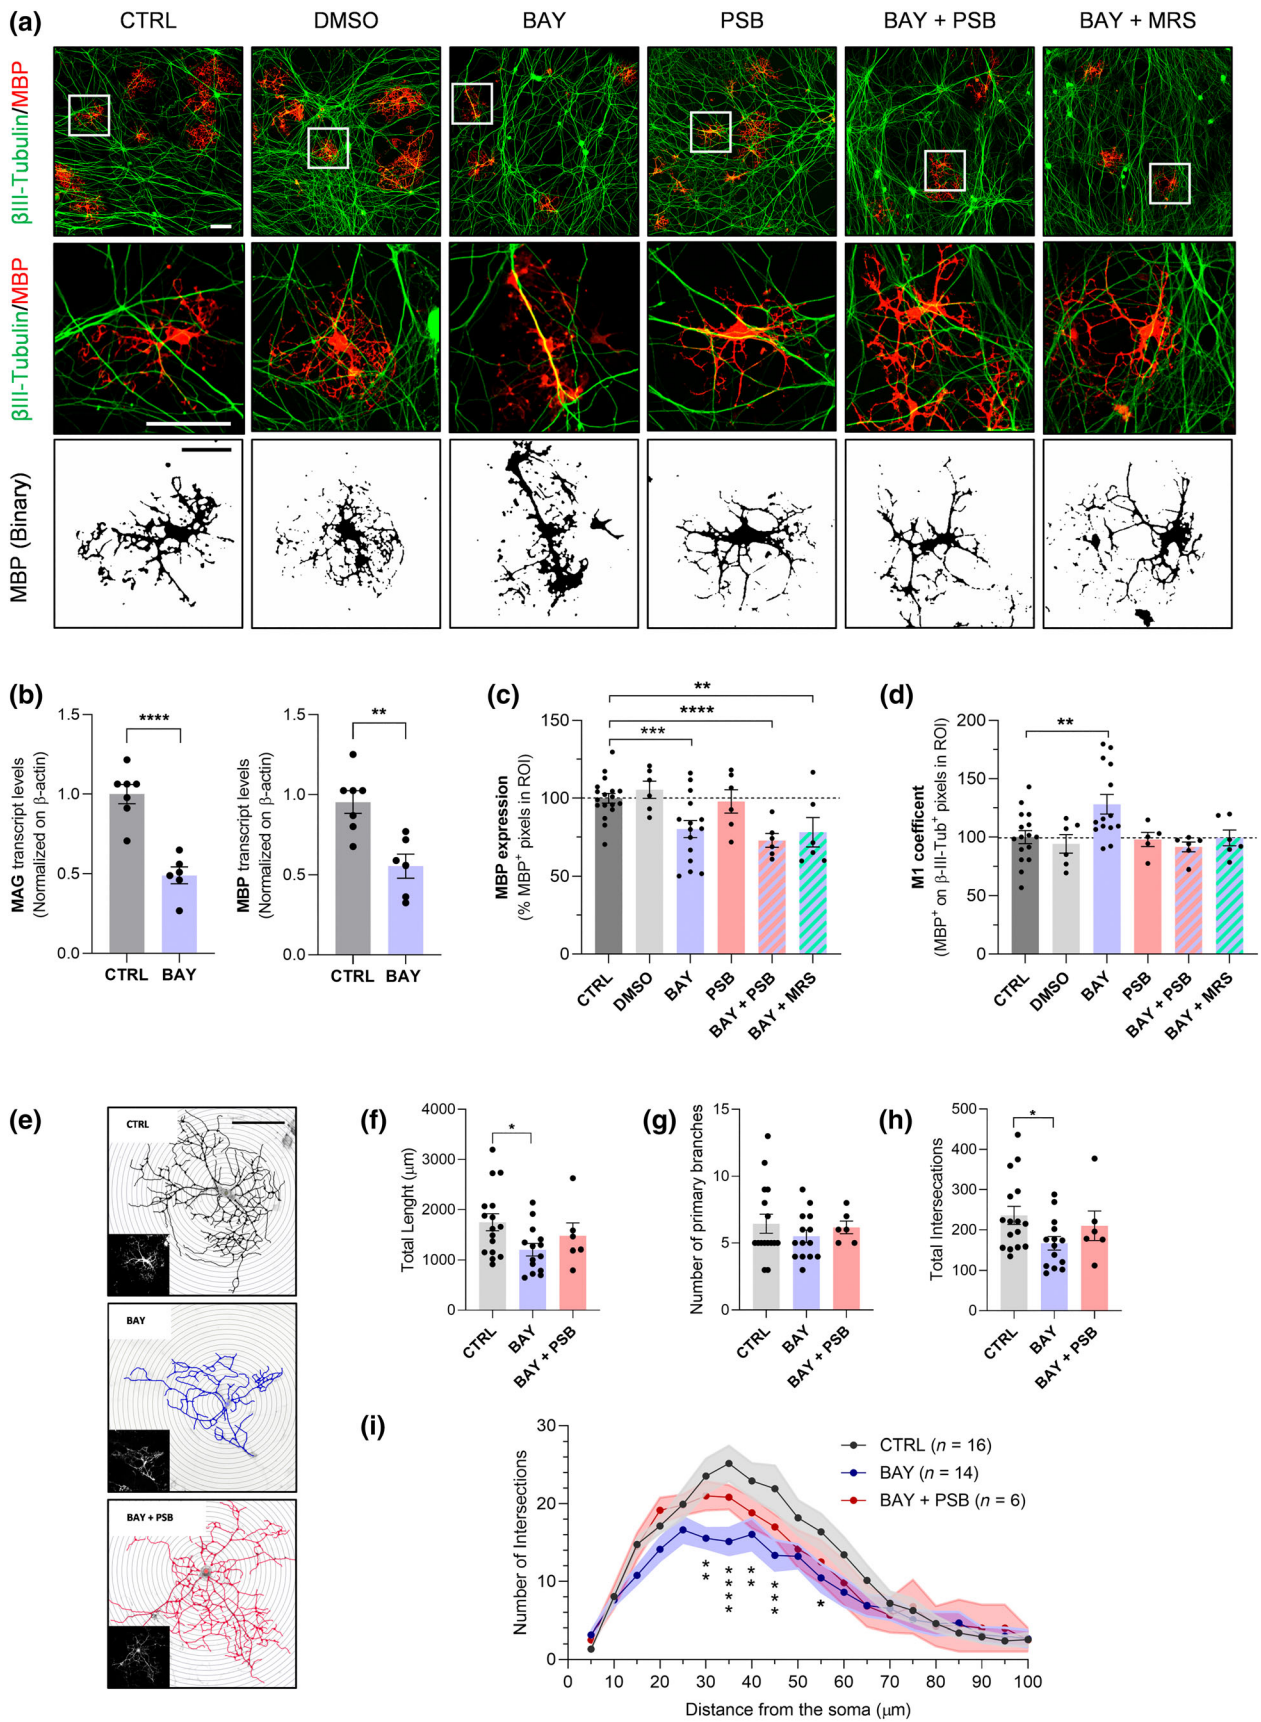 (a)
CTRL DMSO BAY PSB BAY + PSB BAY + MRS
βIII-Tubulin/MBP
βIII-Tubulin/MBP
MBP (Binary)
(b)
MAG transcript levels
(Normalized on β-actin)
1.5
1.0
0.5
0.0
****
CTRL BAY
MBP transcript levels
(Normalized on β-actin)
1.5
1.0
0.5
0.0
**
CTRL BAY
(c)
MBP expression
(% MBP+ pixels in ROI)
150
100
50
0
**
****
***
CTRL
DMSO
BAY
PSB
BAY + PSB
BAY + MRS
(d)
M1 coefficent
(MBP+ on β-III-Tub+ pixels in ROI)
200
150
100
50
0
**
CTRL
DMSO
BAY
PSB
BAY + PSB
BAY + MRS
(e)
CTRL
BAY
BAY + PSB
(f)
Total Lenght (μm)
4000
3000
2000
1000
0
*
CTRL
BAY
BAY + PSB
(g)
Number of primary branches
15
10
5
0
CTRL
BAY
BAY + PSB
(h)
Total Intersecations
500
400
300
200
100
0
*
CTRL
BAY
BAY + PSB
(i)
Number of Intersections
30
20
10
0
CTRL (n = 16)
BAY (n = 14)
BAY + PSB (n = 6)
**
****
**
***
*
0 10 20 30 40 50 60 70 80 90 100
Distance from the soma (μm)